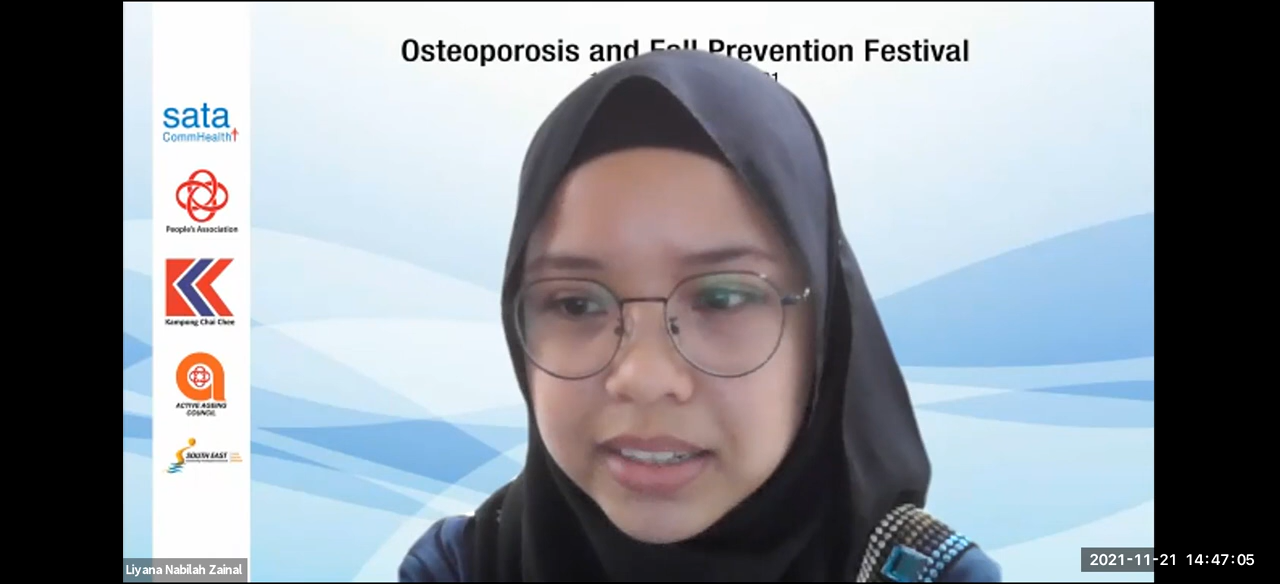 Osteoporosis and Fall Prevention Festival
sata
CommHealth
People's Association
Kampong Chai Chee
ACTIVE AGEING
COUNCIL
SOUTH EAST
Liyana Nabilah Zainal
2021-11-21 14:47:05